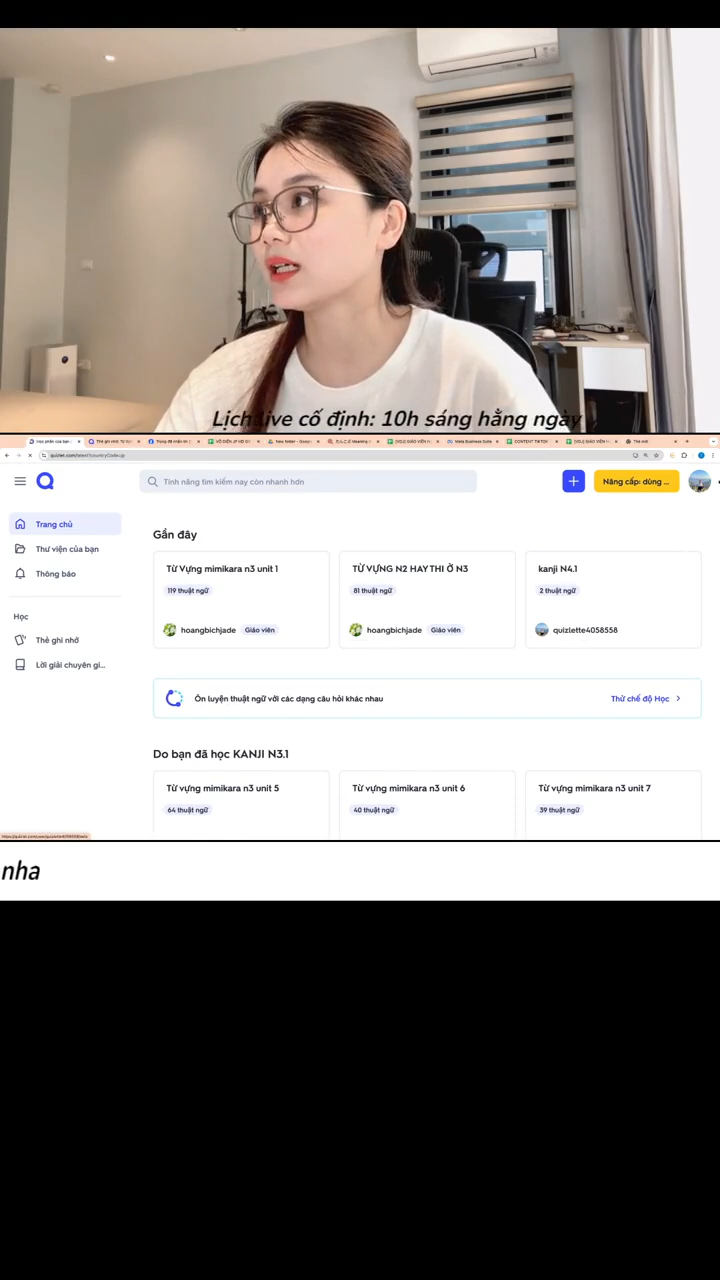 Lịch live cố định: 10h sáng hằng ngày
quizlet.com/latest?countryCode=jp
Tính năng tìm kiếm nay còn nhanh hơn
Nâng cấp: dùng ...
Trang chủ
Thư viện của bạn
Thông báo
Học
Thẻ ghi nhớ
Lời giải chuyên gi...
Gần đây
Từ Vựng mimikara n3 unit 1
119 thuật ngữ
hoangbichjade Giáo viên
TỪ VỰNG N2 HAY THI Ở N3
81 thuật ngữ
hoangbichjade Giáo viên
kanji N4.1
2 thuật ngữ
quizlette4058558
Ôn luyện thuật ngữ với các dạng câu hỏi khác nhau
Thử chế độ Học
Do bạn đã học KANJI N3.1
Từ vựng mimikara n3 unit 5
64 thuật ngữ
Từ vựng mimikara n3 unit 6
40 thuật ngữ
Từ vựng mimikara n3 unit 7
39 thuật ngữ
nha